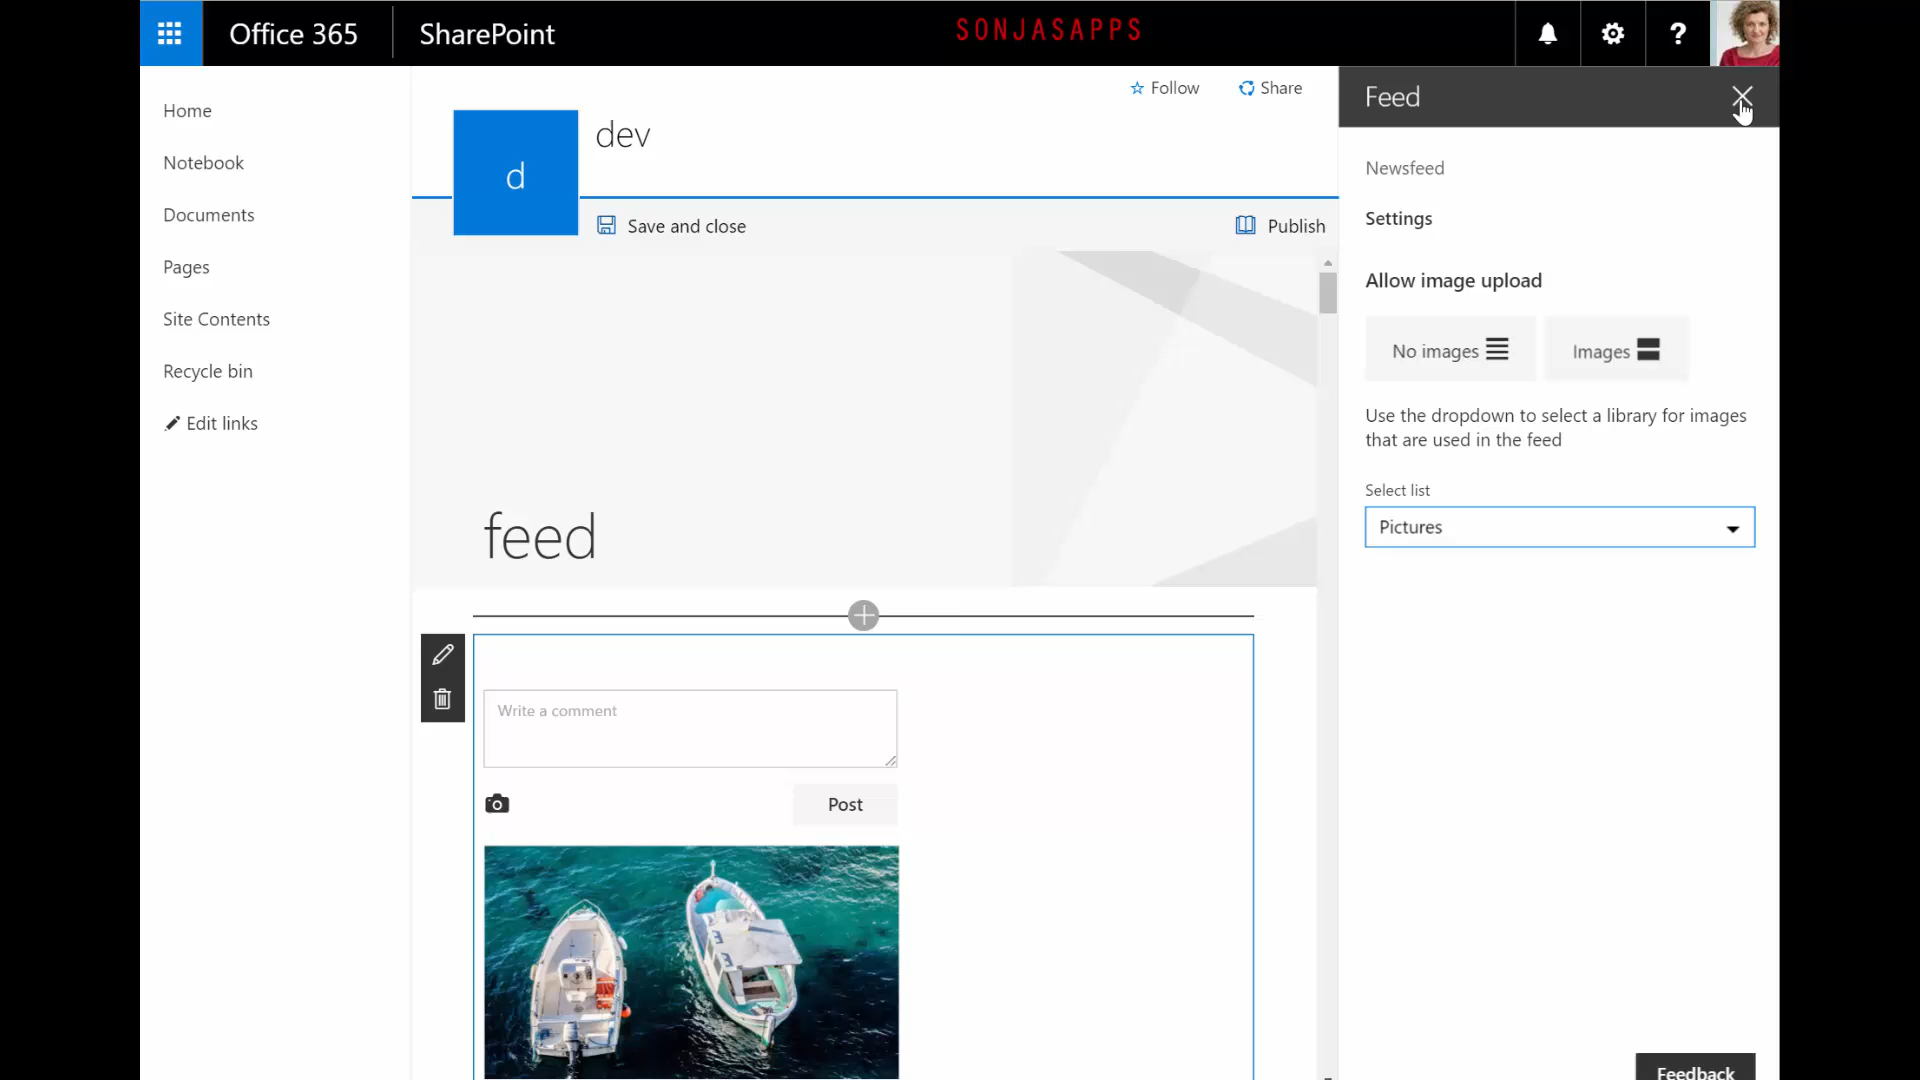 Office 365
SharePoint
SONJASAPPS
?
Home
Notebook
Documents
Pages
Site Contents
Recycle bin
Edit links
Follow
Share
d
dev
Save and close
Publish
feed
Write a comment
Post
Feed
Newsfeed
Settings
Allow image upload
No images
Images
Use the dropdown to select a library for images
that are used in the feed
Select list
Pictures
Feedback